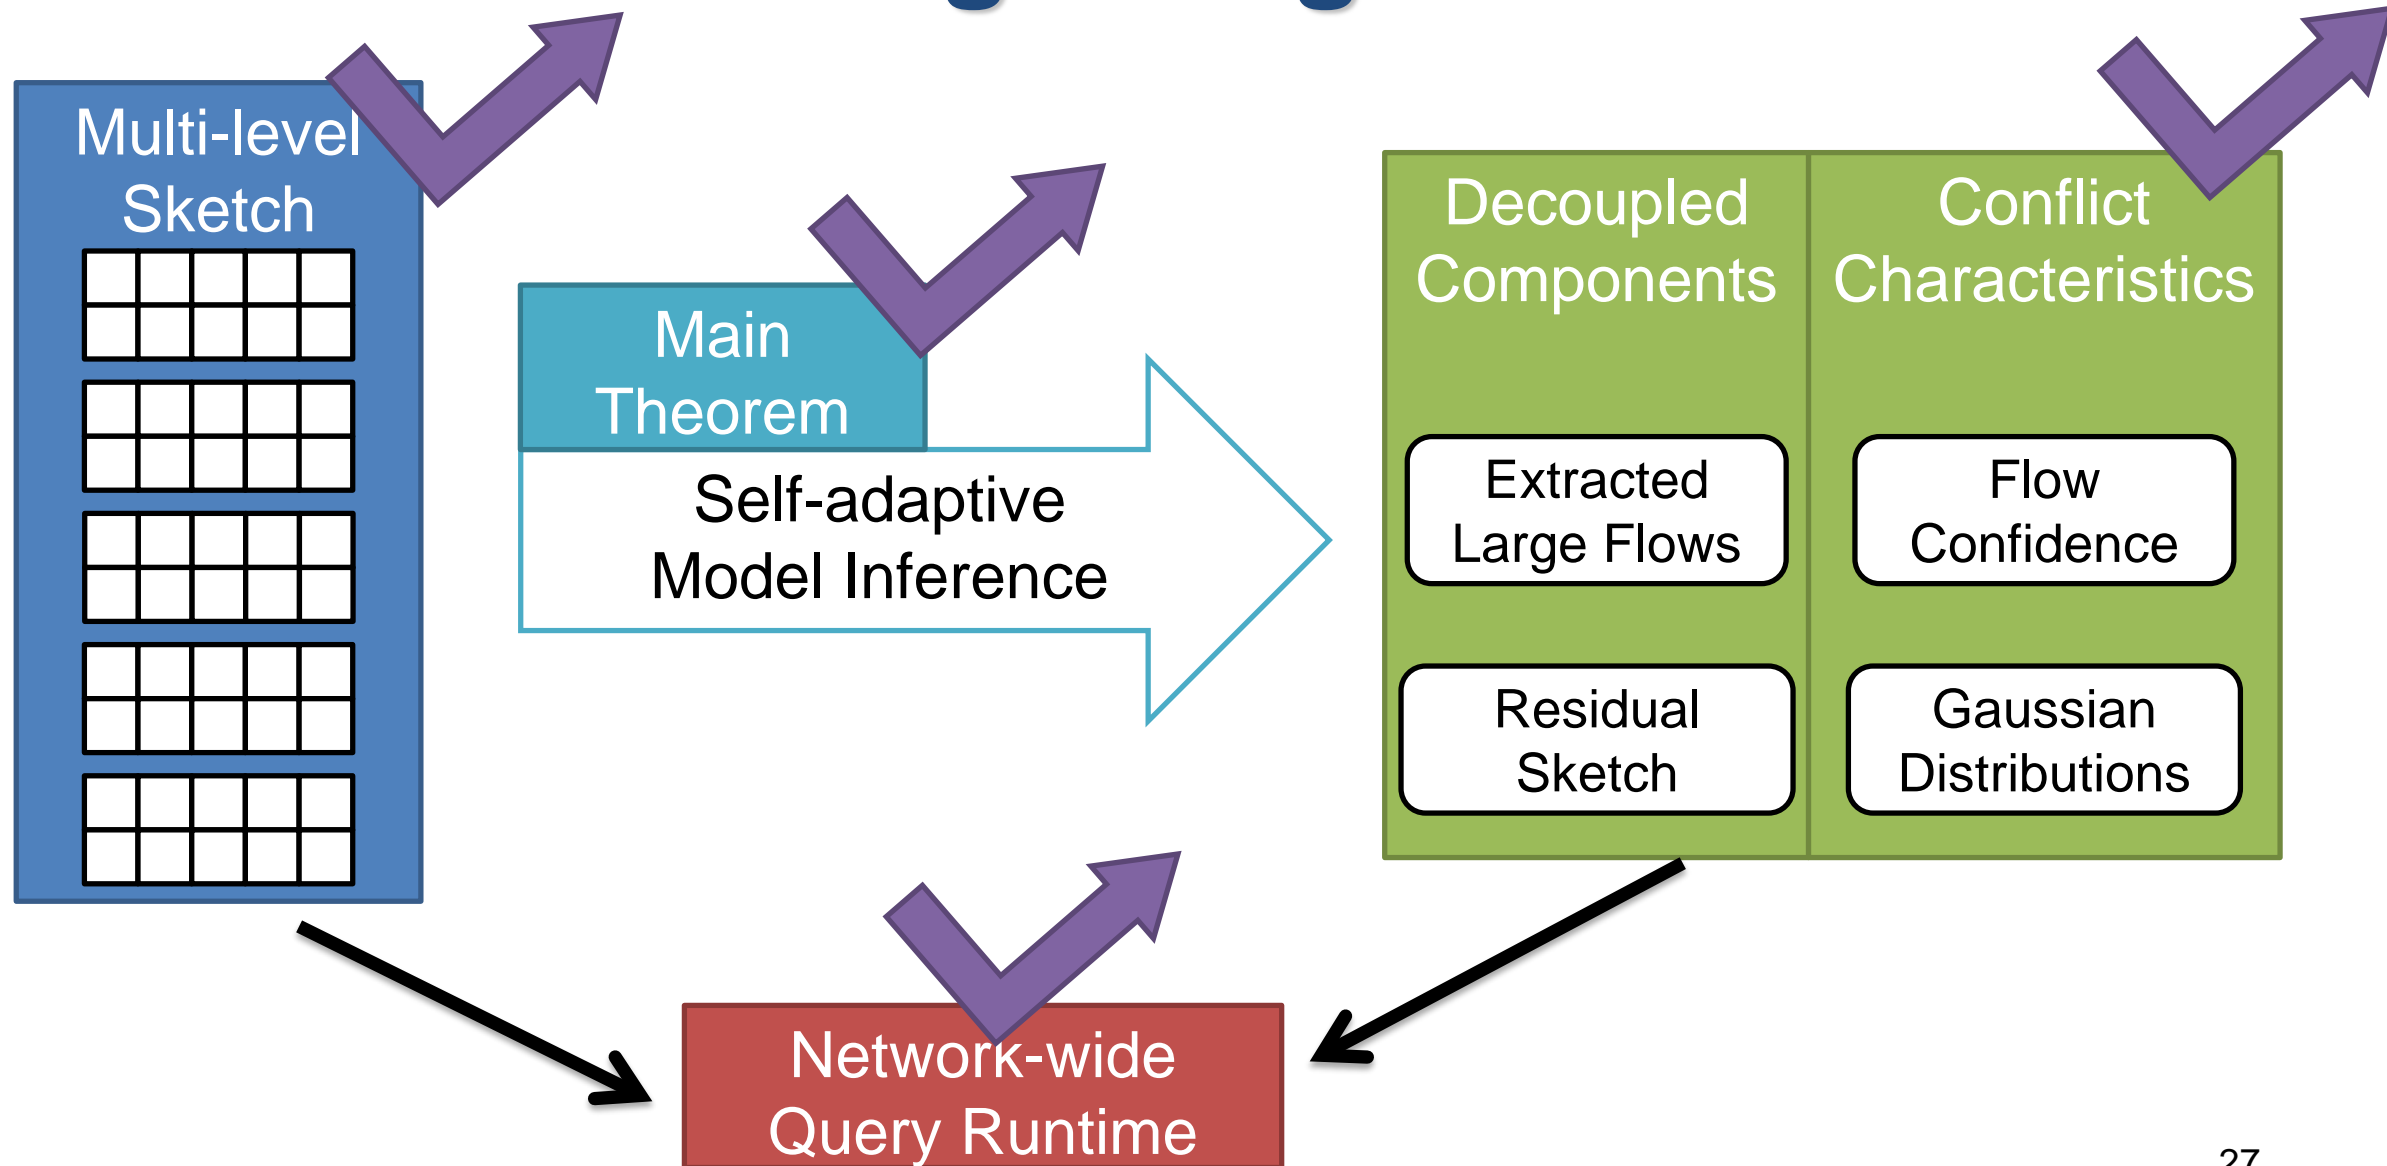 Multi-level
Sketch
Main
Theorem
Self-adaptive
Model Inference
Decoupled
Components
Conflict
Characteristics
Extracted
Large Flows
Flow
Confidence
Residual
Sketch
Gaussian
Distributions
Network-wide
Query Runtime
27